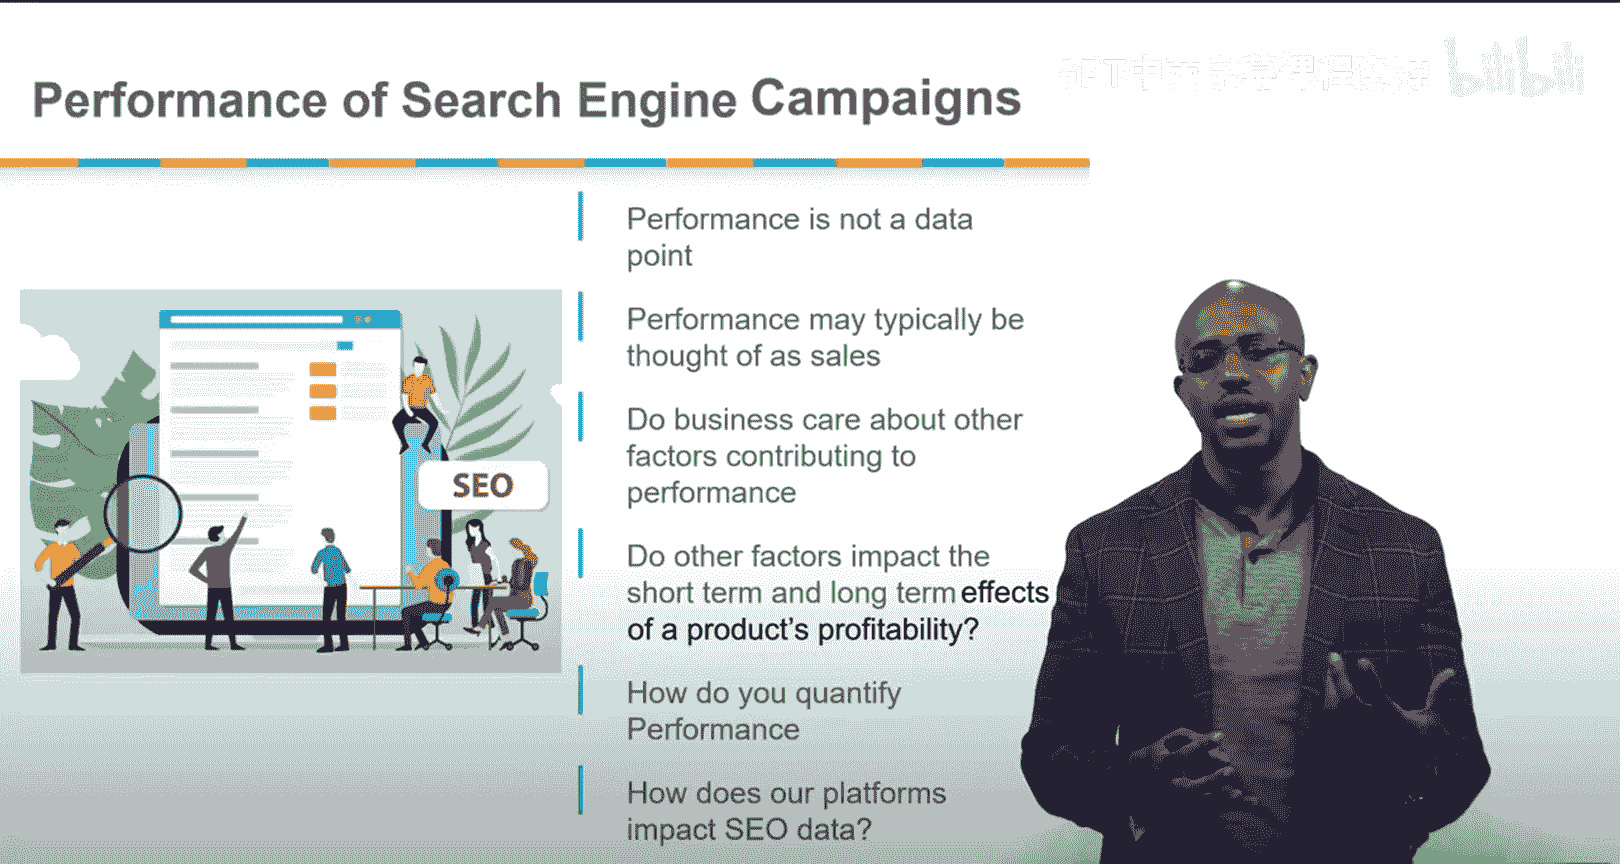 bilibili
Performance of Search Engine Campaigns
Performance is not a data
point
Performance may typically be
thought of as sales
Do business care about other
factors contributing to
performance
Do other factors impact the
short term and long term effects
of a product’s profitability?
How do you quantify
Performance
How does our platforms
impact SEO data?
SEO